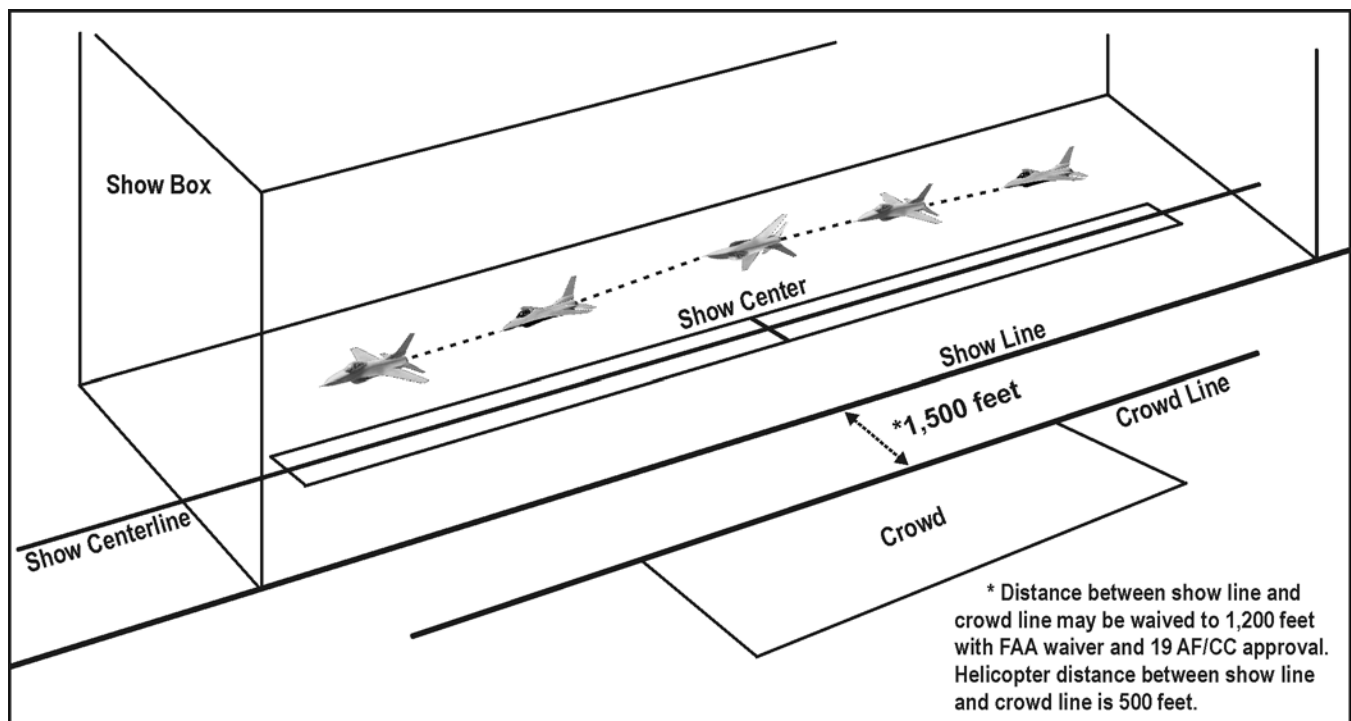 Show Box
Show Center
Show Line
*1,500 feet
Crowd Line
Show Centerline
Crowd
* Distance between show line and
crowd line may be waived to 1,200 feet
with FAA waiver and 19 AF/CC approval.
Helicopter distance between show line
and crowd line is 500 feet.